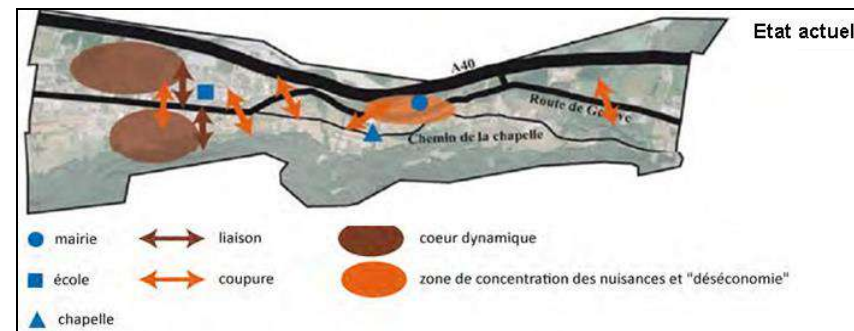 Etat actuel
A40
Route de Genève
Chemin de la chapelle
mairie
liaison
coeur dynamique
école
coupure
zone de concentration des nuisances et "déséconomie"
chapelle